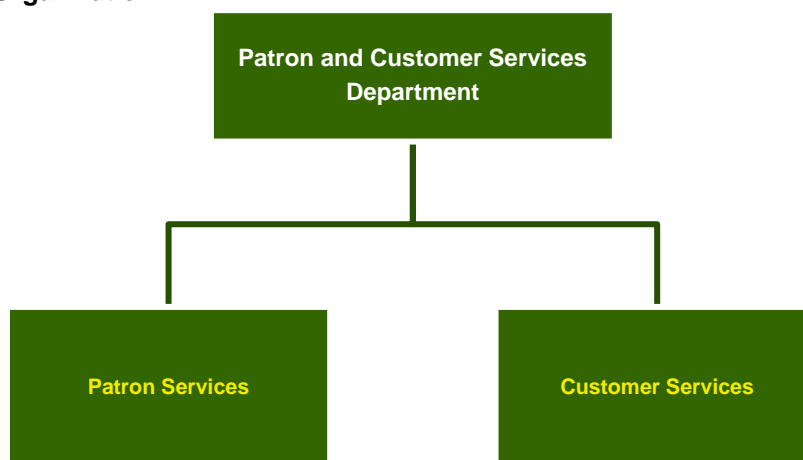 Patron and Customer Services
Department
Patron Services
Customer Services